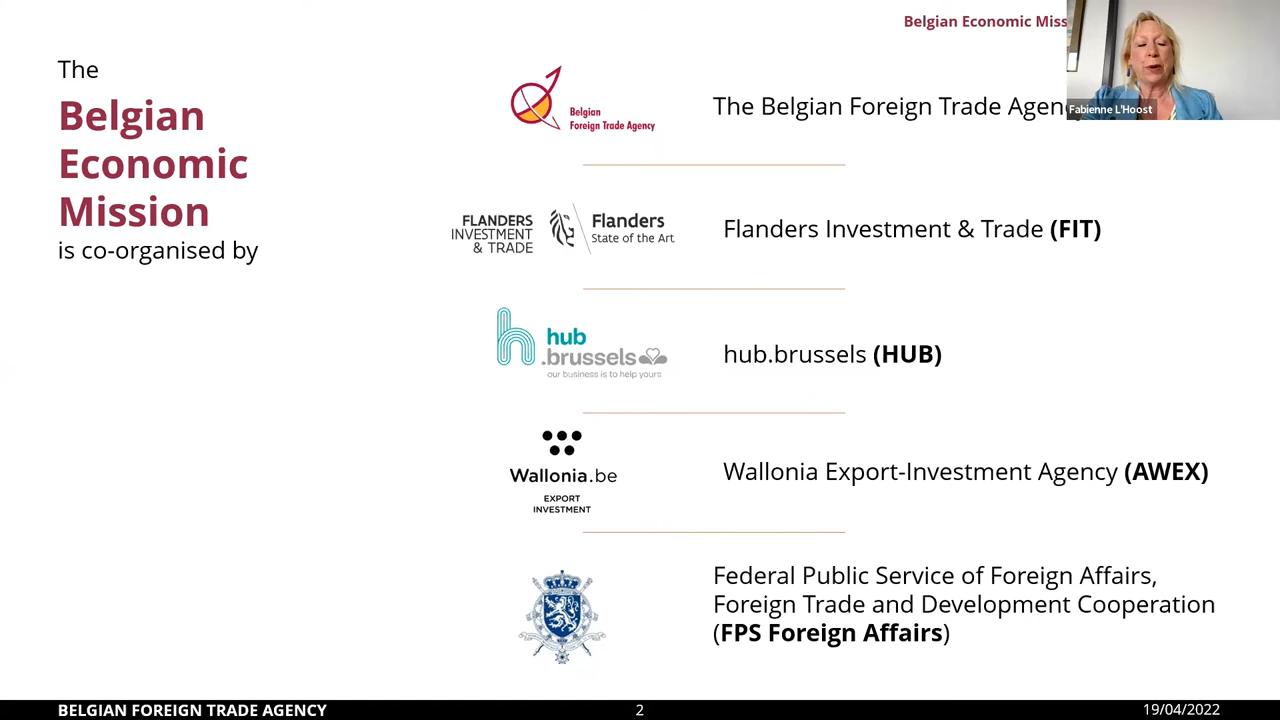 Belgian Economic
Fabienne L'Hoost
The
Belgian
Economic
Mission
is co-organised by
Belgian
Foreign Trade Agency
The Belgian Foreign Trade
FLANDERS
INVESTMENT
& TRADE
Flanders
State of the Art
Flanders Investment & Trade (FIT)
hub
.brussels
our business is to help yours
hub.brussels (HUB)
Wallonia.be
EXPORT
INVESTMENT
Wallonia Export-Investment Agency (AWEX)
Federal Public Service of Foreign Affairs,
Foreign Trade and Development Cooperation
(FPS Foreign Affairs)
BELGIAN FOREIGN TRADE AGENCY
2
19/04/2022